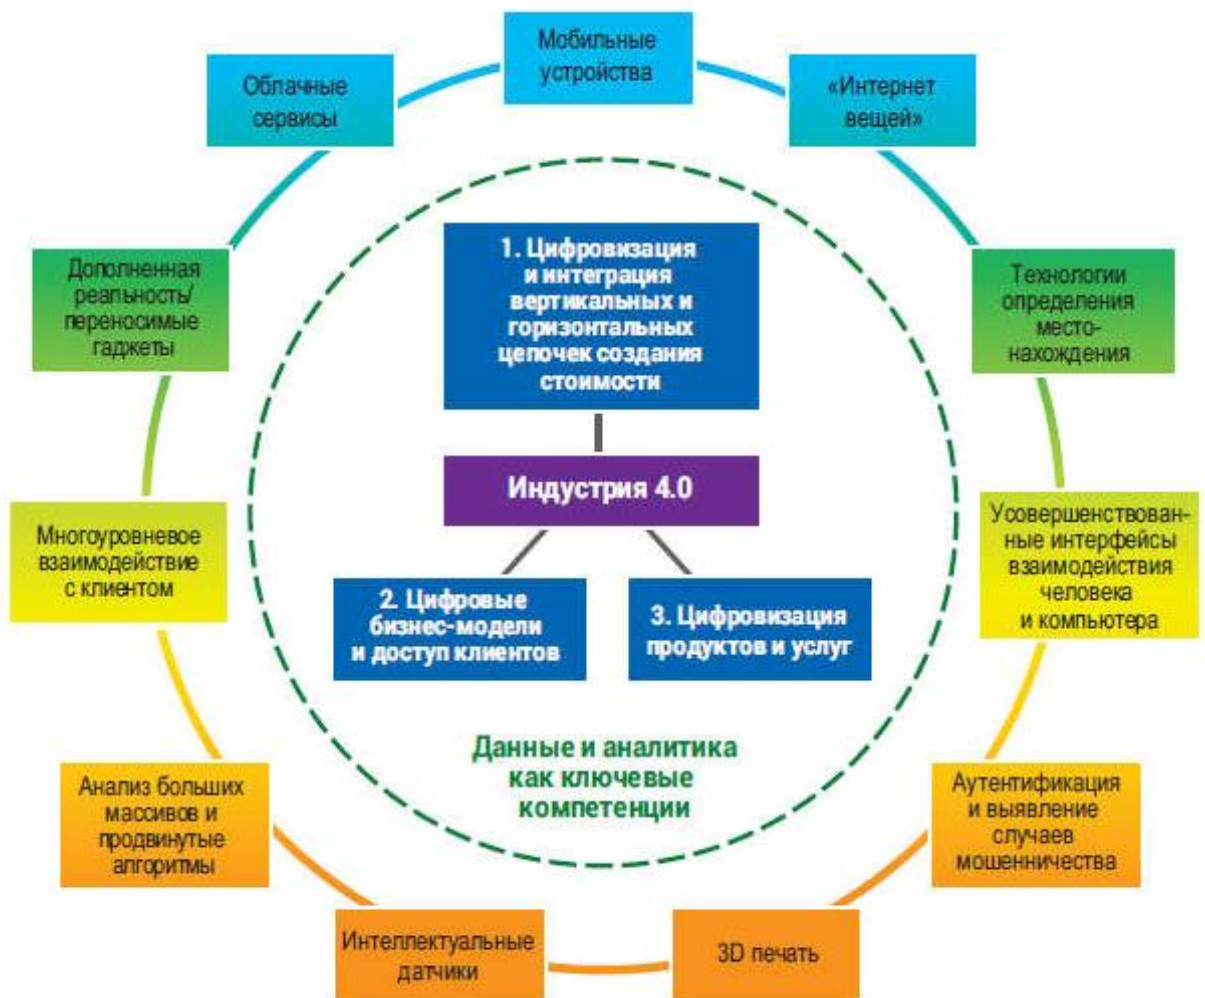 Мобильные
устройства
Облачные
сервисы
«Интернет
вещей»
1. Цифровизация
и интеграция
вертикальных и
горизонтальных
цепочек создания
стоимости
Дополненная
реальность/
переносимые
гаджеты
Технологии
определения
место-
нахождения
Индустрия 4.0
Многоуровневое
взаимодействие
с клиентом
Усовершенствован-
ные интерфейсы
взаимодействия
человека
и компьютера
2. Цифровые
бизнес-модели
и доступ клиентов
3. Цифровизация
продуктов и услуг
Данные и аналитика
как ключевые
компетенции
Анализ больших
массивов и
продвинутые
алгоритмы
Аутентификация
и выявление
случаев
мошенничества
Интеллектуальные
датчики
3D печать